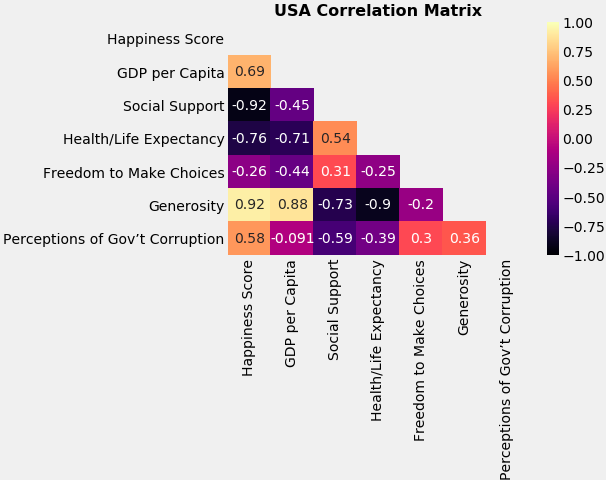 USA Correlation Matrix
Happiness Score
GDP per Capita 0.69
Social Support -0.92 -0.45
Health/Life Expectancy -0.76 -0.71 0.54
Freedom to Make Choices -0.26 -0.44 0.31 -0.25
Generosity 0.92 0.88 -0.73 -0.9 -0.2
Perceptions of Gov’t Corruption 0.58 -0.091 -0.59 -0.39 0.3 0.36
Happiness Score
GDP per Capita
Social Support
Health/Life Expectancy
Freedom to Make Choices
Generosity
Perceptions of Gov’t Corruption
1.00
0.75
0.50
0.25
0.00
−0.25
−0.50
−0.75
−1.00